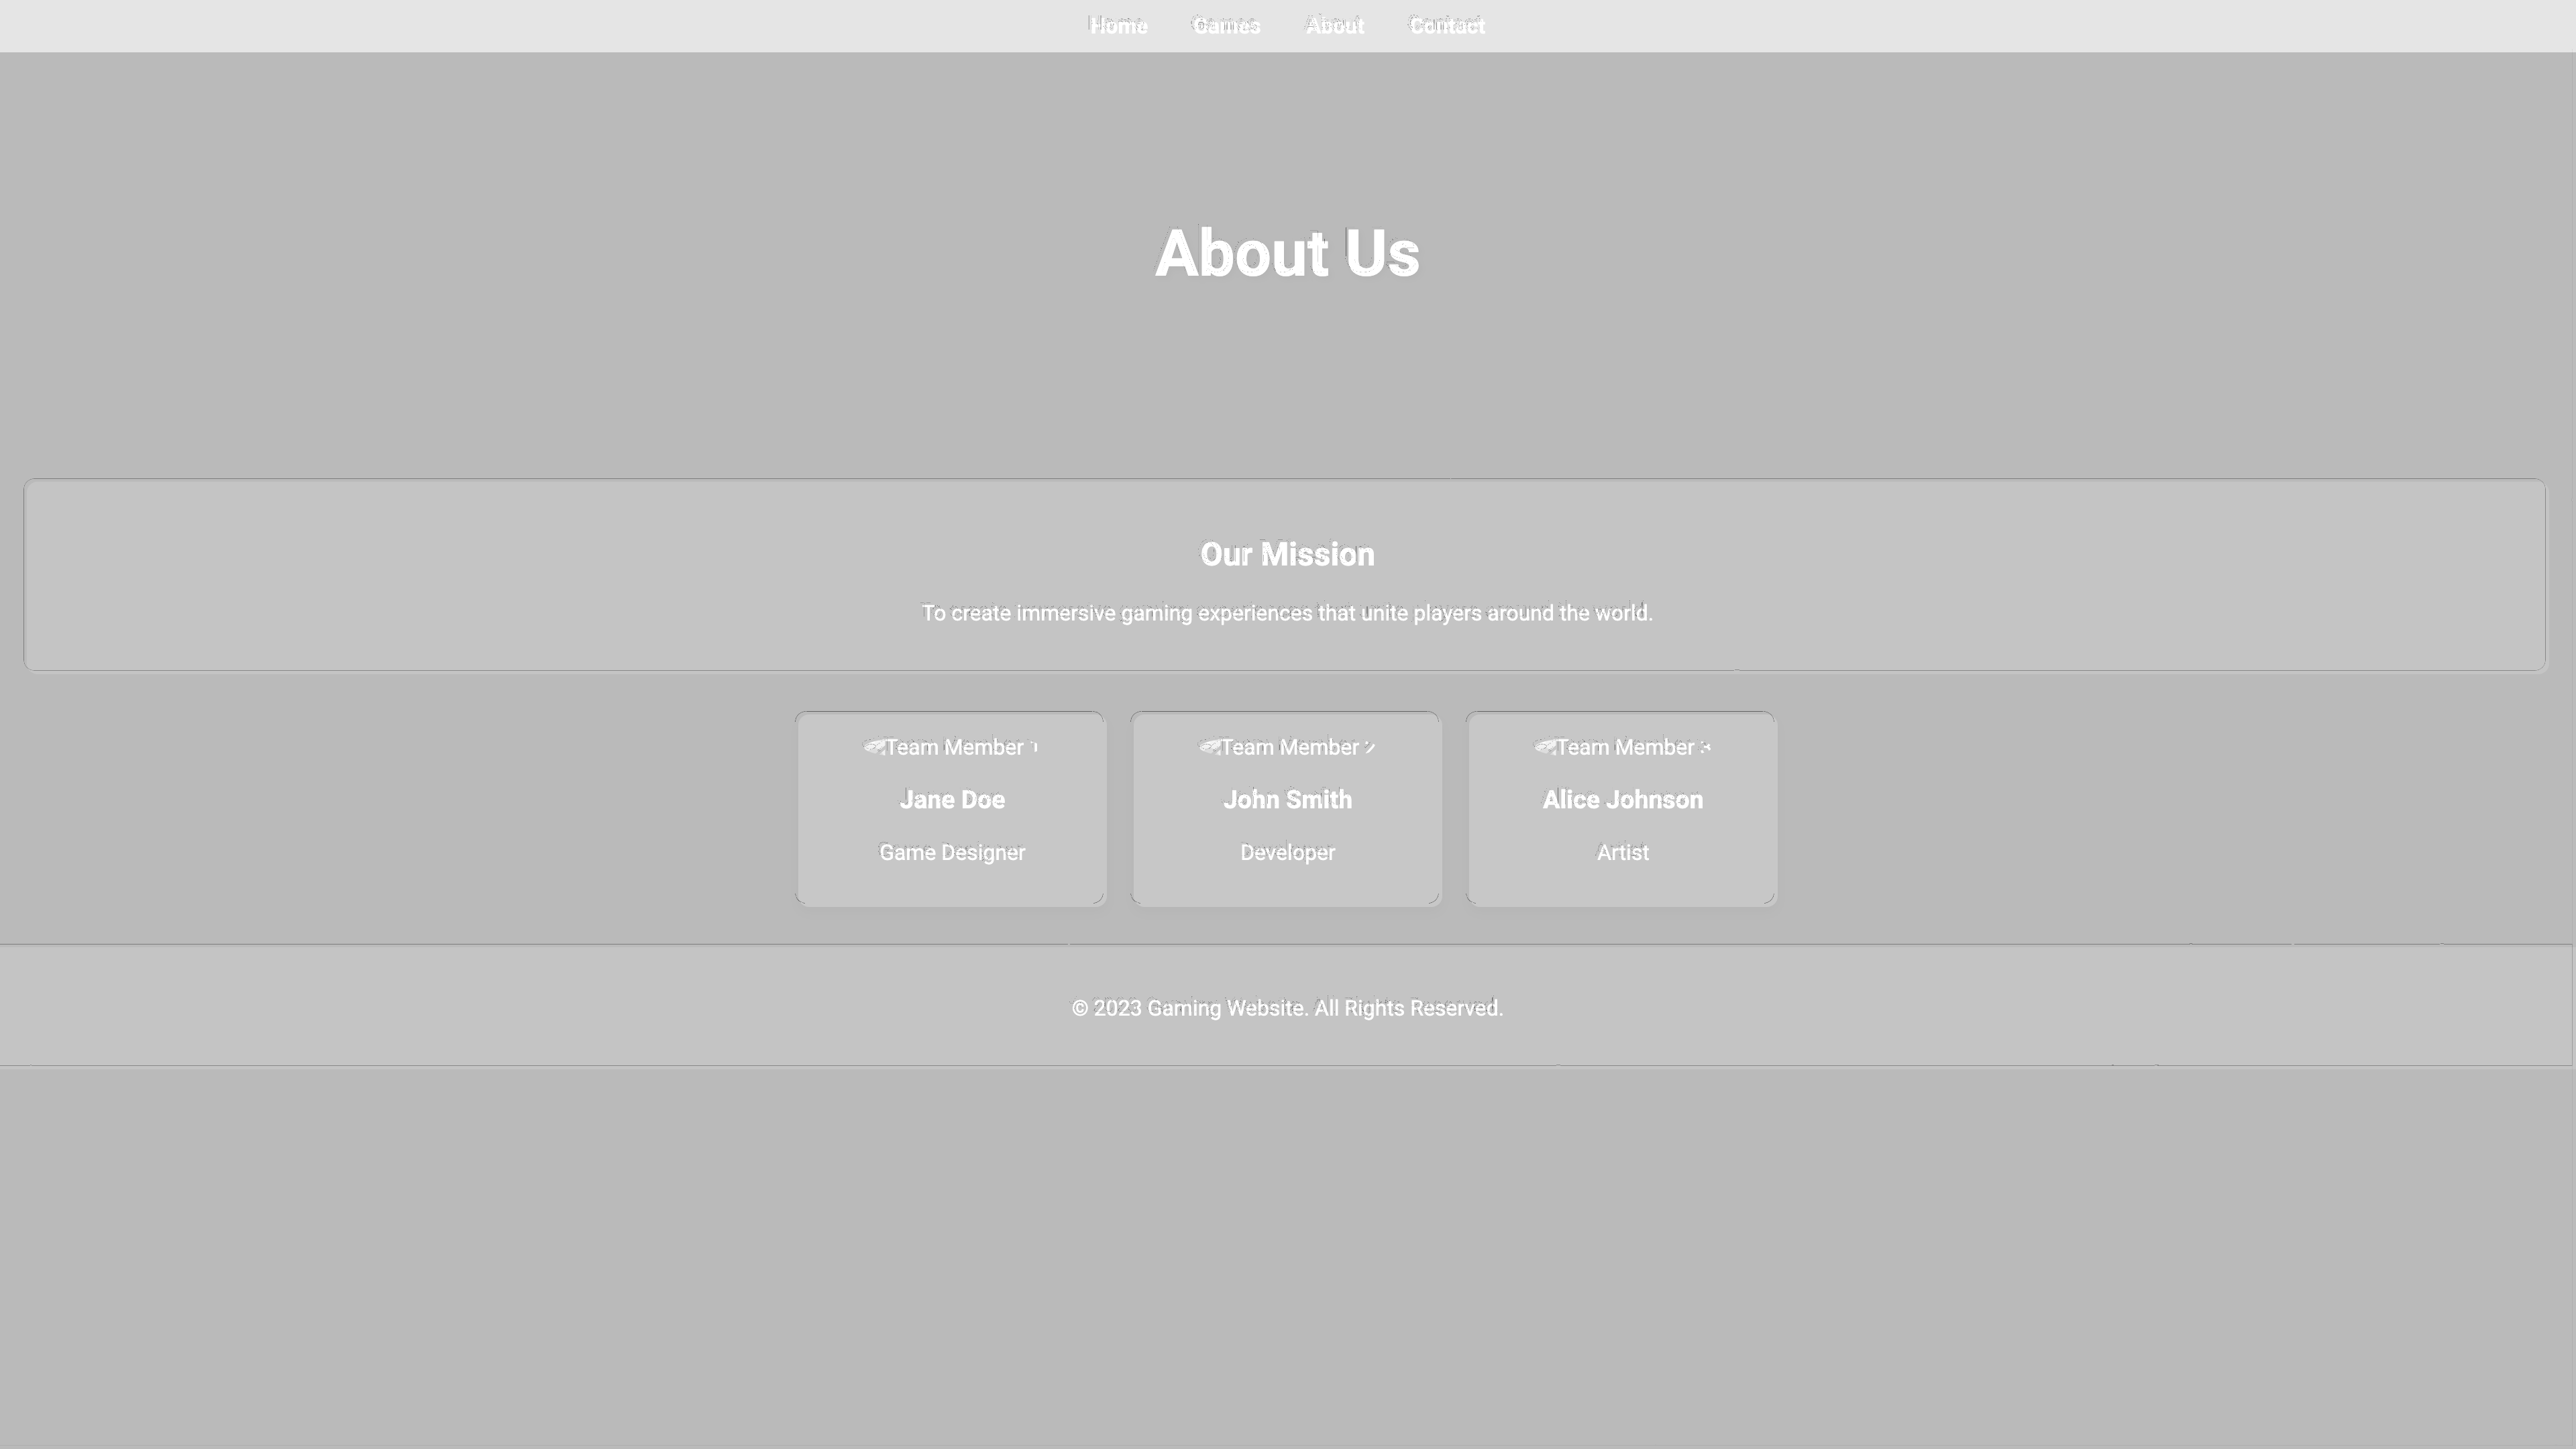 Home Games About Contact
About Us
Our Mission
To create immersive gaming experiences that unite players around the world.
Team Member 1 Team Member 2 Team Member 3
Jane Doe John Smith Alice Johnson
Game Designer Developer Artist
© 2023 Gaming Website. All Rights Reserved.